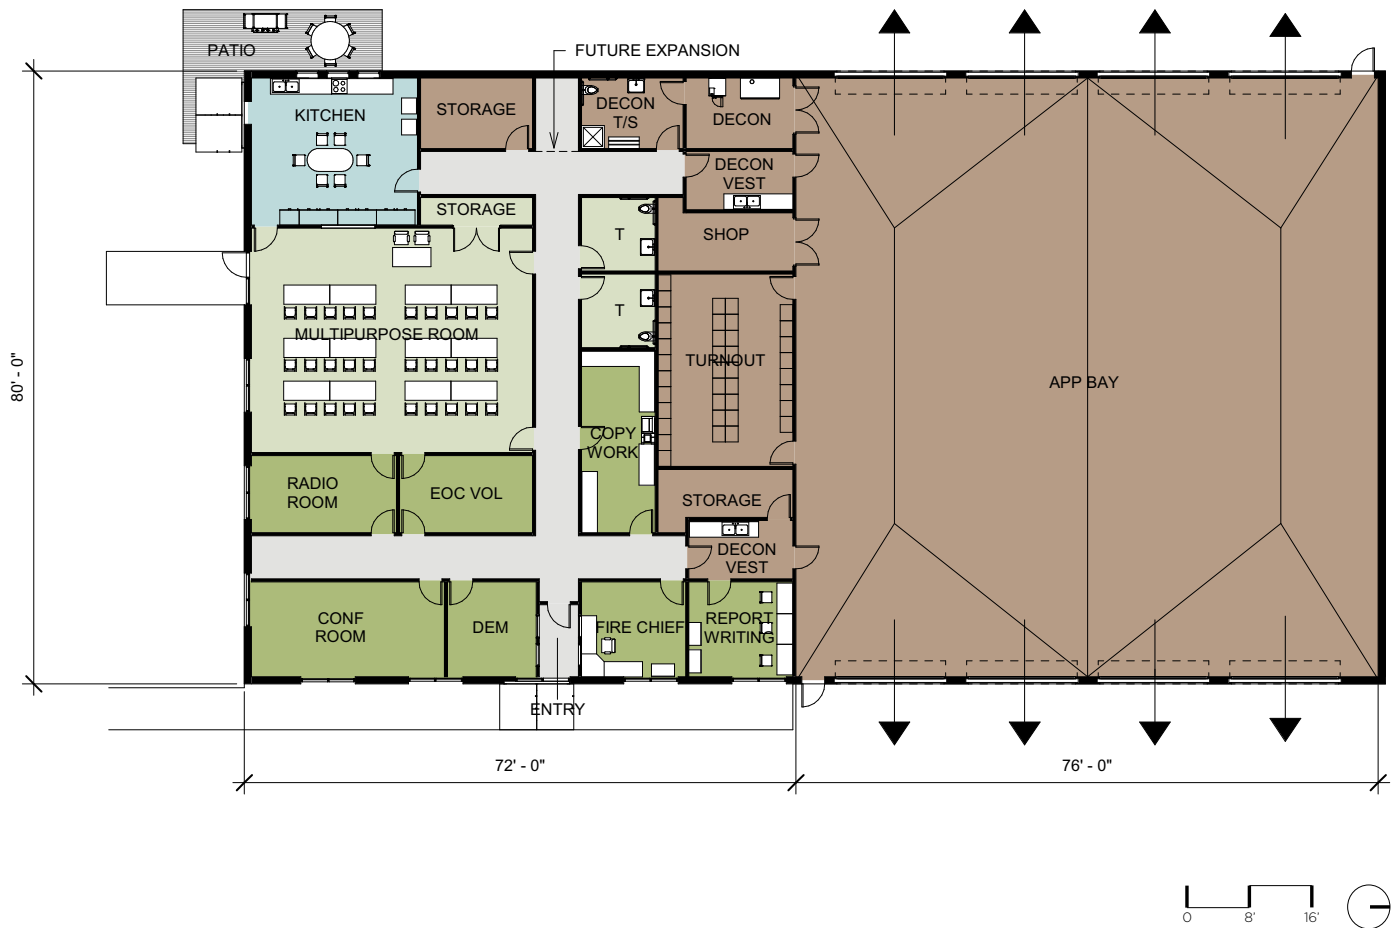 PATIO
FUTURE EXPANSION
KITCHEN
STORAGE
DECON
T/S
DECON
DECON
VEST
STORAGE
T
SHOP
T
MULTIPURPOSE ROOM
TURNOUT
APP BAY
80' - 0"
COPY
WORK
RADIO
ROOM
EOC VOL
STORAGE
DECON
VEST
CONF
ROOM
DEM
FIRE CHIEF
REPORT
WRITING
ENTRY
72' - 0"
76' - 0"
0 8' 16'